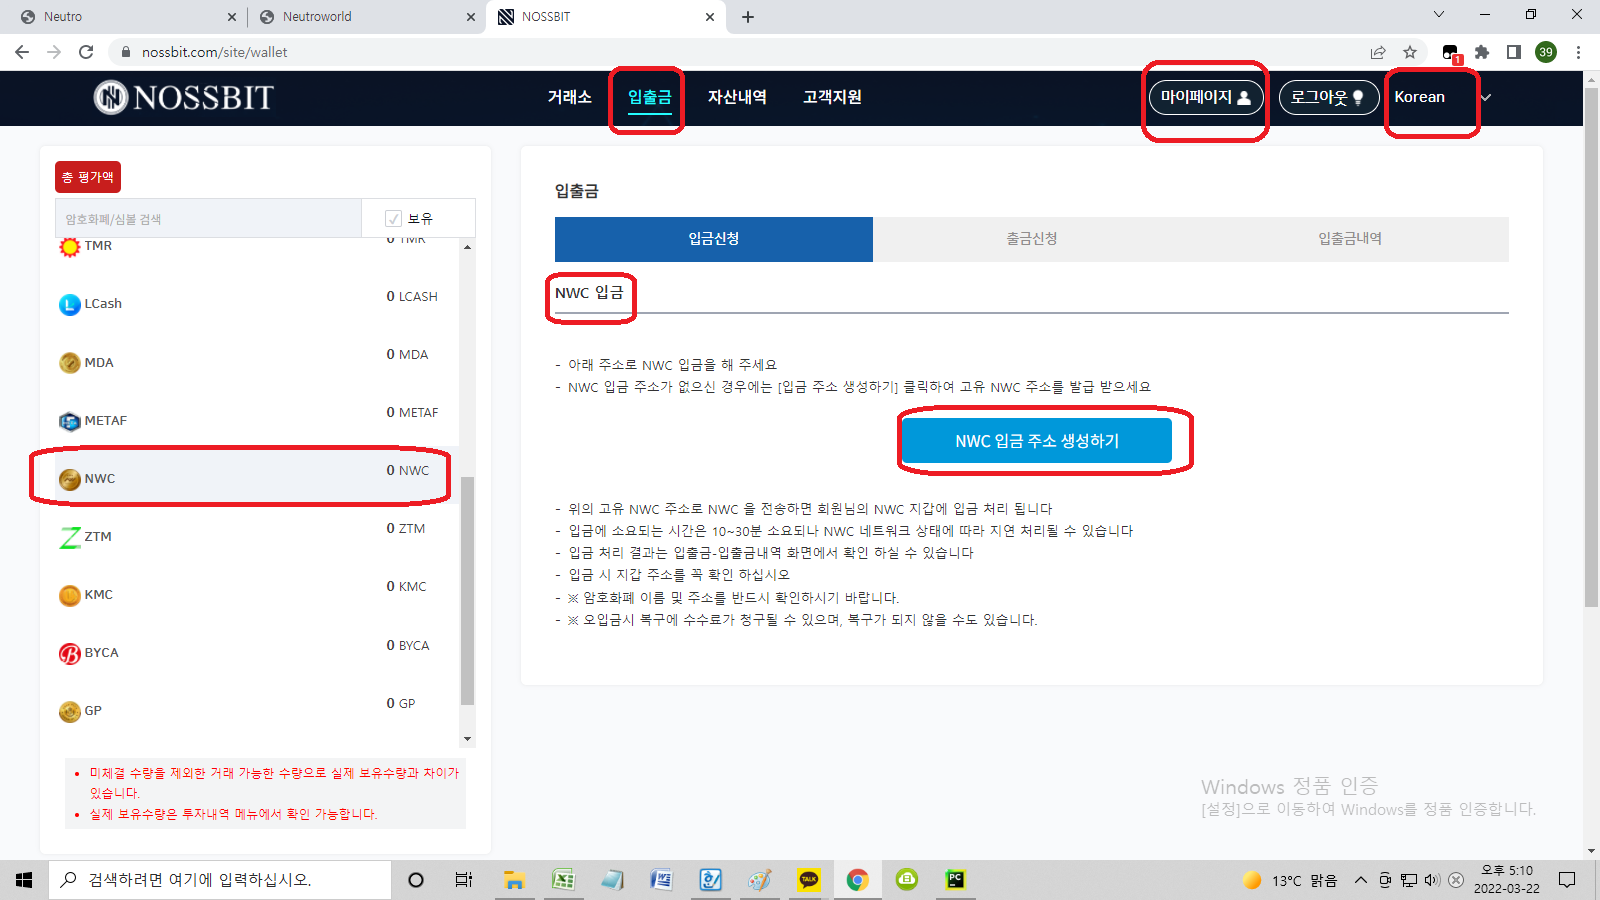 Neutro
Neutroworld
NOSSBIT
nossbit.com/site/wallet
1
39
NOSSBIT
거래소
입출금
자산내역
고객지원
마이페이지
로그아웃
Korean
총 평가액
암호화폐/심볼 검색
보유
TMR
0 TMR
LCash
0 LCASH
MDA
0 MDA
METAF
0 METAF
NWC
0 NWC
ZTM
0 ZTM
KMC
0 KMC
BYCA
0 BYCA
GP
0 GP
미체결 수량을 제외한 거래 가능한 수량으로 실제 보유수량과 차이가
있습니다.
실제 보유수량은 투자내역 메뉴에서 확인 가능합니다.
입출금
입금신청
출금신청
입출금내역
NWC 입금
- 아래 주소로 NWC 입금을 해 주세요
- NWC 입금 주소가 없으신 경우에는 [입금 주소 생성하기] 클릭하여 고유 NWC 주소를 발급 받으세요
NWC 입금 주소 생성하기
- 위의 고유 NWC 주소로 NWC 을 전송하면 회원님의 NWC 지갑에 입금 처리 됩니다
- 입금에 소요되는 시간은 10~30분 소요되나 NWC 네트워크 상태에 따라 지연 처리될 수 있습니다
- 입금 처리 결과는 입출금-입출금내역 화면에서 확인 하실 수 있습니다
- 입금 시 지갑 주소를 꼭 확인 하십시오
- ※ 암호화폐 이름 및 주소를 반드시 확인하시기 바랍니다.
- ※ 오입금시 복구에 수수료가 청구될 수 있으며, 복구가 되지 않을 수도 있습니다.
Windows 정품 인증
[설정]으로 이동하여 Windows를 정품 인증합니다.
검색하려면 여기에 입력하십시오.
TALK
PC
13°C 맑음
오후 5:10
2022-03-22